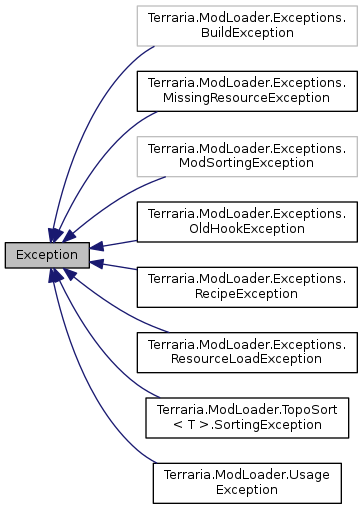 Terraria.ModLoader.Exceptions.
BuildException
Terraria.ModLoader.Exceptions.
MissingResourceException
Terraria.ModLoader.Exceptions.
ModSortingException
Terraria.ModLoader.Exceptions.
OldHookException
Exception
Terraria.ModLoader.Exceptions.
RecipeException
Terraria.ModLoader.Exceptions.
ResourceLoadException
Terraria.ModLoader.TopoSort
< T >.SortingException
Terraria.ModLoader.Usage
Exception